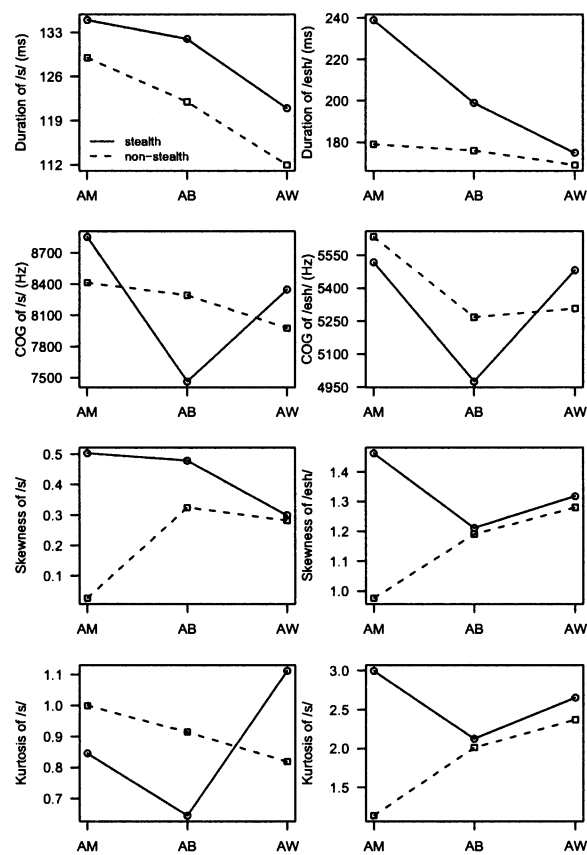 Duration of /s/ (ms)
133
126
119
112
stealth
non-stealth
AM AB AW
Duration of /esh/ (ms)
240
220
200
180
AM AB AW
COG of /s/ (Hz)
8700
8400
8100
7800
7500
AM AB AW
COG of /esh/ (Hz)
5550
5400
5250
5100
4950
AM AB AW
Skewness of /s/
0.5
0.4
0.3
0.2
0.1
AM AB AW
Skewness of /esh/
1.4
1.3
1.2
1.1
1.0
AM AB AW
Kurtosis of /s/
1.1
1.0
0.9
0.8
0.7
AM AB AW
Kurtosis of /s/
3.0
2.5
2.0
1.5
AM AB AW